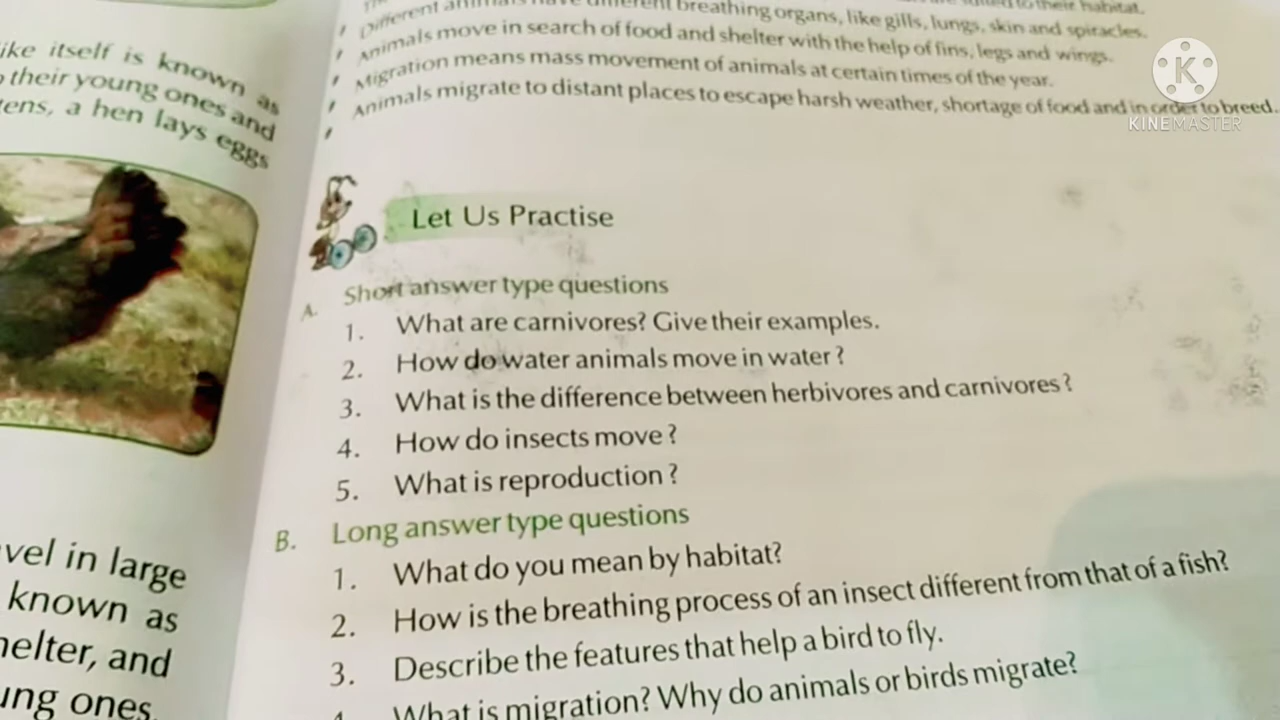 like itself is known as
their young ones and
a hen lays eggs
vel in large
known as
helter, and
ung ones.
their habitat.
Different animals have different breathing organs, like gills, lungs, skin and spiracles.
Animals move in search of food and shelter with the help of fins, legs and wings.
Migration means mass movement of animals at certain times of the year.
Animals migrate to distant places to escape harsh weather, shortage of food and in order to breed.
K
KINEMASTER
Let Us Practise
A. Short answer type questions
1. What are carnivores? Give their examples.
2. How do water animals move in water?
3. What is the difference between herbivores and carnivores?
4. How do insects move?
5. What is reproduction?
B. Long answer type questions
1. What do you mean by habitat?
2. How is the breathing process of an insect different from that of a fish?
3. Describe the features that help a bird to fly.
4. What is migration? Why do animals or birds migrate?